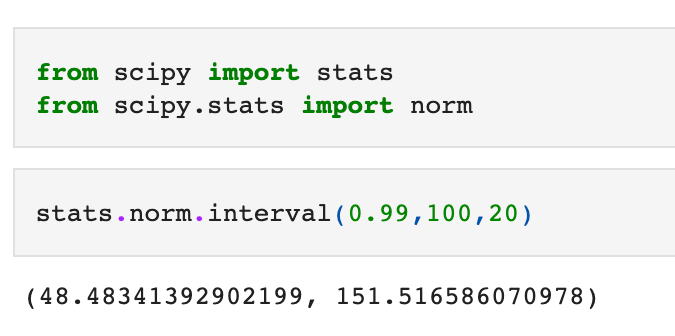 from scipy import stats
from scipy.stats import norm
stats.norm.interval(0.99,100,20)
(48.48341392902199, 151.516586070978)